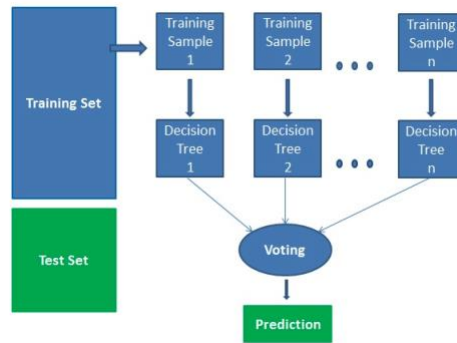 Training Set
Test Set
Training
Sample
1
Training
Sample
2
Training
Sample
n
Decision
Tree
1
Decision
Tree
2
Decision
Tree
n
Voting
Prediction